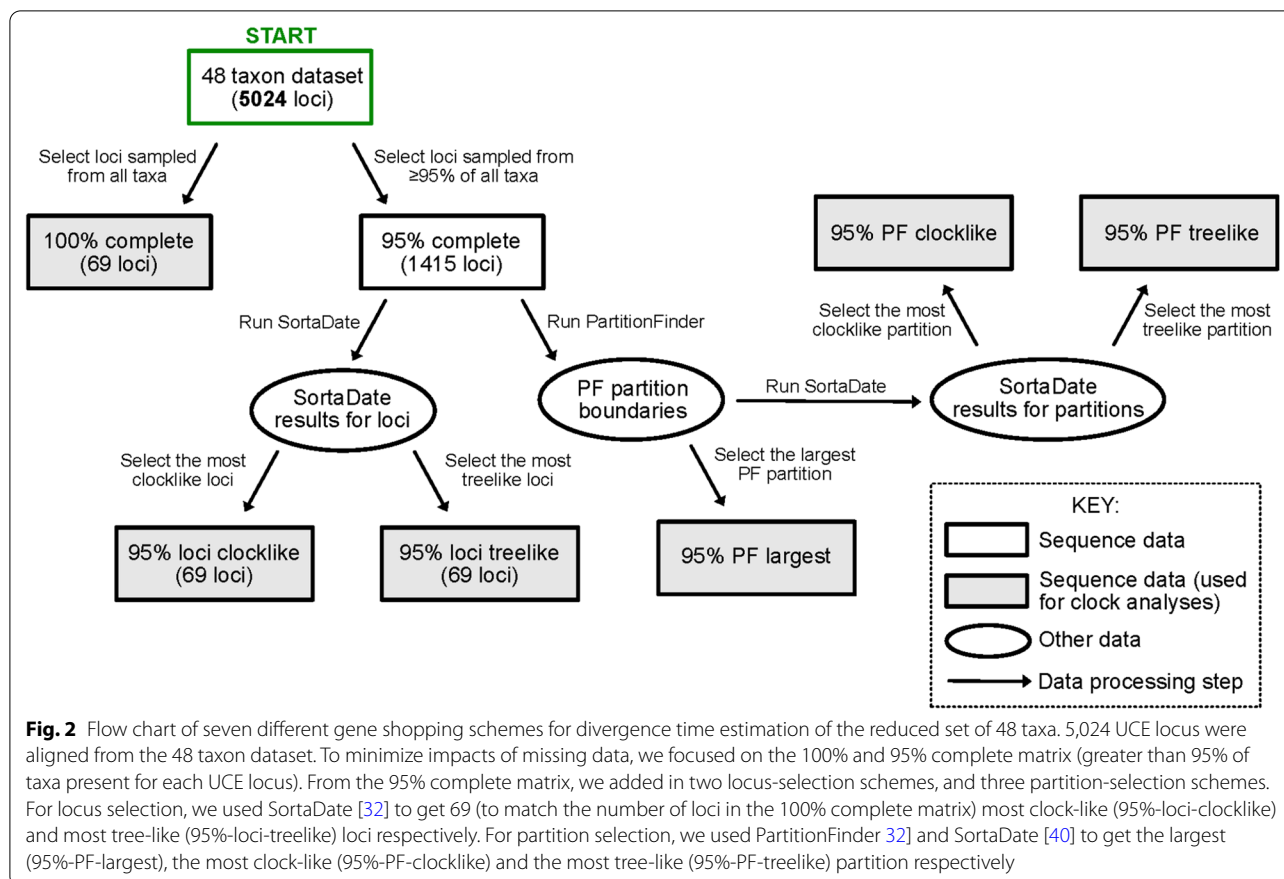 START
48 taxon dataset
(5024 loci)
Select loci sampled
from all taxa
Select loci sampled from
≥95% of all taxa
100% complete
(69 loci)
95% complete
(1415 loci)
95% PF clocklike
95% PF treelike
Run SortaDate
Run PartitionFinder
Select the most
clocklike partition
Select the most
treelike partition
SortaDate
results for loci
PF partition
boundaries
Run SortaDate
SortaDate
results for partitions
Select the most
clocklike loci
Select the most
treelike loci
Select the largest
PF partition
95% loci clocklike
(69 loci)
95% loci treelike
(69 loci)
95% PF largest
KEY:
Sequence data
Sequence data (used
for clock analyses)
Other data
Data processing step
Fig. 2 Flow chart of seven different gene shopping schemes for divergence time estimation of the reduced set of 48 taxa. 5,024 UCE locus were
aligned from the 48 taxon dataset. To minimize impacts of missing data, we focused on the 100% and 95% complete matrix (greater than 95% of
taxa present for each UCE locus). From the 95% complete matrix, we added in two locus-selection schemes, and three partition-selection schemes.
For locus selection, we used SortaDate [32] to get 69 (to match the number of loci in the 100% complete matrix) most clock-like (95%-loci-clocklike)
and most tree-like (95%-loci-treelike) loci respectively. For partition selection, we used PartitionFinder 32] and SortaDate [40] to get the largest
(95%-PF-largest), the most clock-like (95%-PF-clocklike) and the most tree-like (95%-PF-treelike) partition respectively